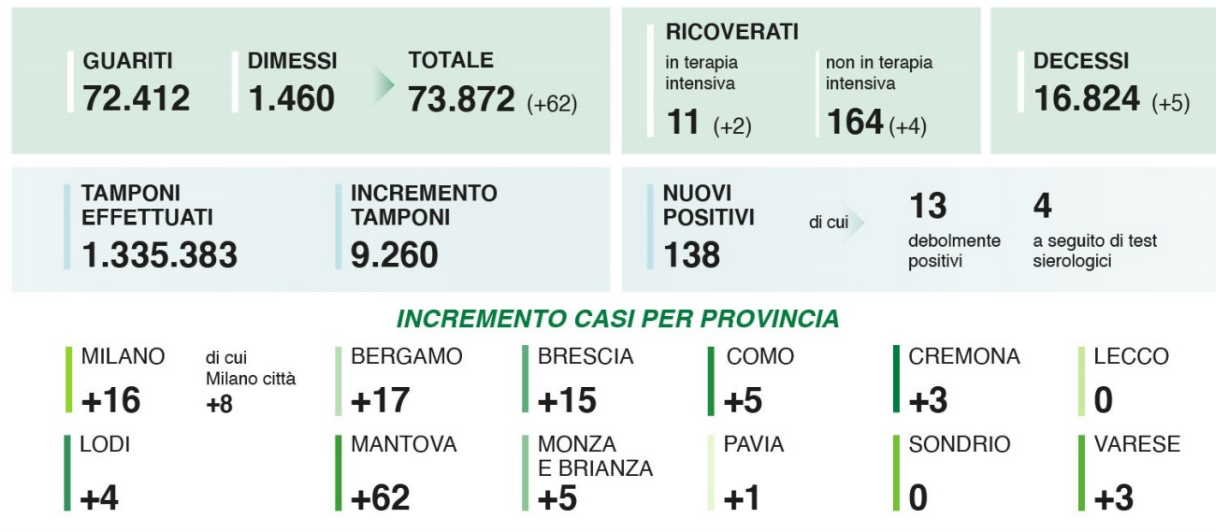 GUARITI
72.412
DIMESSI
1.460
TOTALE
73.872 (+62)
RICOVERATI
in terapia
intensiva
11 (+2)
non in terapia
intensiva
164 (+4)
DECESSI
16.824 (+5)
TAMPONI
EFFETTUATI
1.335.383
INCREMENTO
TAMPONI
9.260
NUOVI
POSITIVI
138
di cui
13
debolmente
positivi
4
a seguito di test
sierologici
INCREMENTO CASI PER PROVINCIA
MILANO
+16
di cui
Milano città
+8
BERGAMO
+17
BRESCIA
+15
COMO
+5
CREMONA
+3
LECCO
0
LODI
+4
MANTOVA
+62
MONZA
E BRIANZA
+5
PAVIA
+1
SONDRIO
0
VARESE
+3